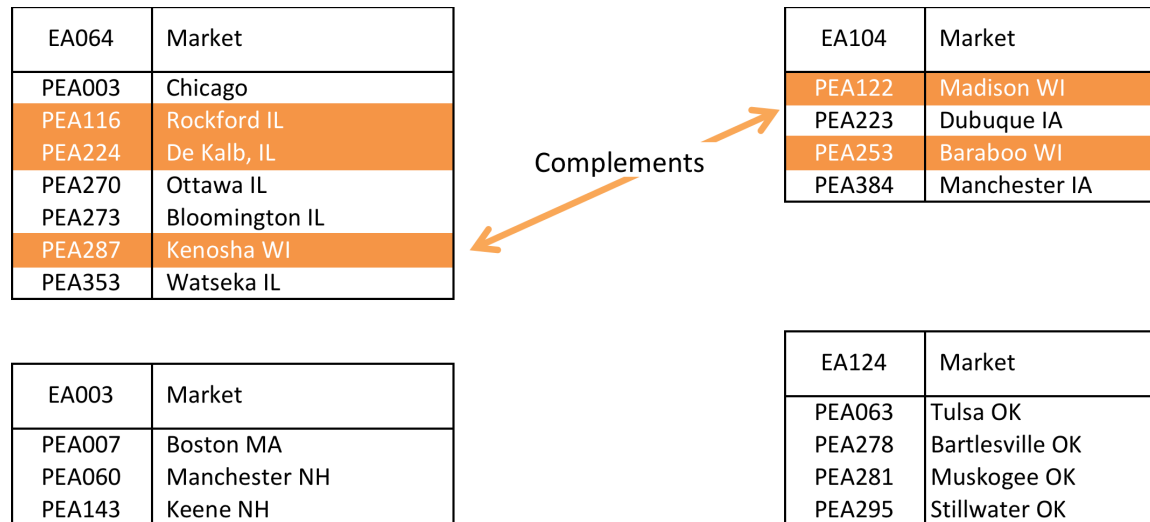 EA064 Market
PEA003 Chicago
PEA116 Rockford IL
PEA224 De Kalb, IL
PEA270 Ottawa IL
PEA273 Bloomington IL
PEA287 Kenosha WI
PEA353 Watseka IL
Complements
EA104 Market
PEA122 Madison WI
PEA223 Dubuque IA
PEA253 Baraboo WI
PEA384 Manchester IA
EA003 Market
PEA007 Boston MA
PEA060 Manchester NH
PEA143 Keene NH
EA124 Market
PEA063 Tulsa OK
PEA278 Bartlesville OK
PEA281 Muskogee OK
PEA295 Stillwater OK